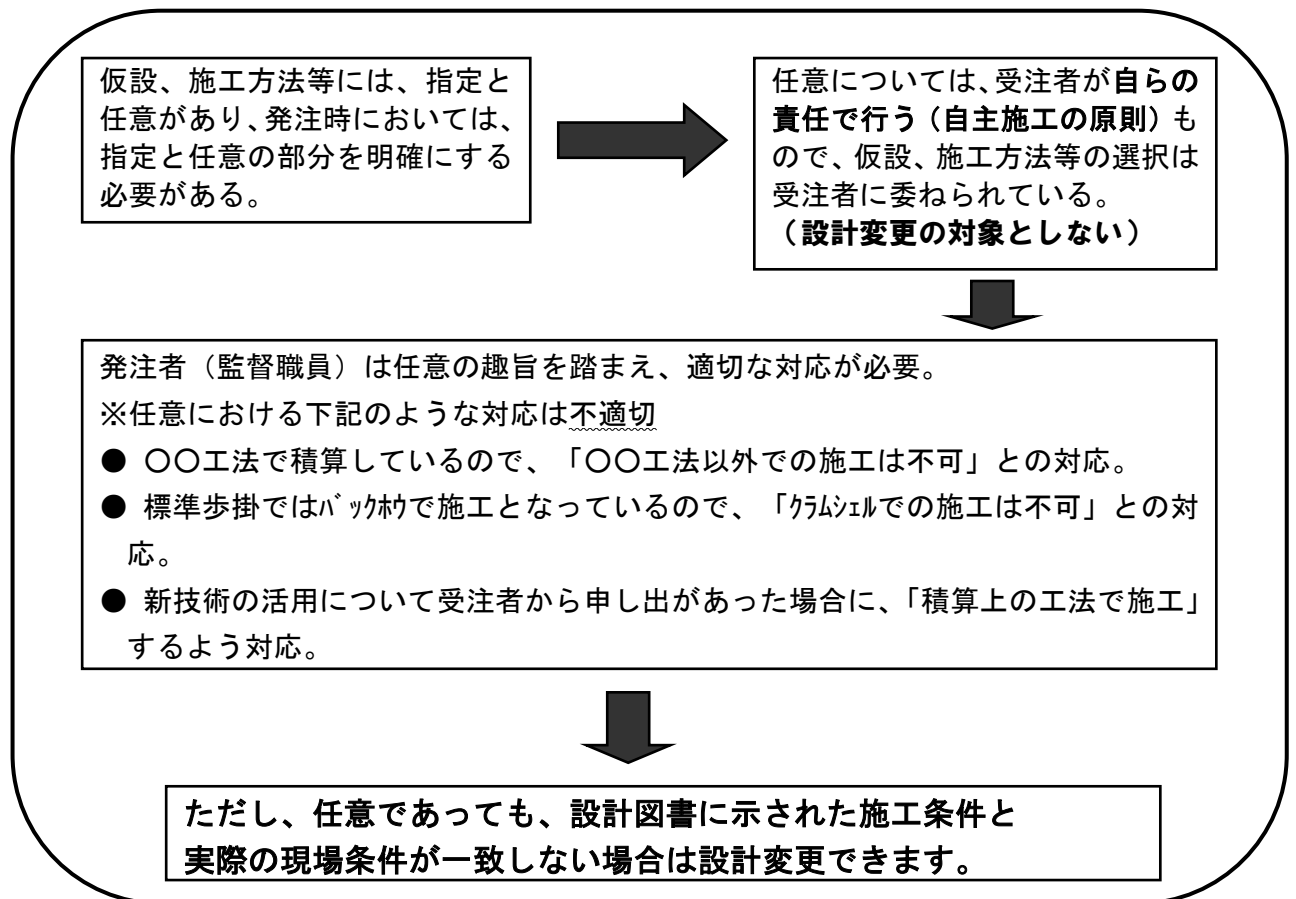 仮設、施工方法等には、指定と
任意があり、発注時においては、
指定と任意の部分を明確にする
必要がある。
任意については、受注者が自らの
責任で行う（自主施工の原則）も
ので、仮設、施工方法等の選択は
受注者に委ねられている。
（設計変更の対象としない）
発注者（監督職員）は任意の趣旨を踏まえ、適切な対応が必要。
※任意における下記のような対応は不適切
● 〇〇工法で積算しているので、「〇〇工法以外での施工は不可」との対応。
● 標準歩掛ではﾊﾞｯｸﾎｳで施工となっているので、「ｸﾗﾑｼｪﾙでの施工は不可」との対
応。
● 新技術の活用について受注者から申し出があった場合に、「積算上の工法で施工」
するよう対応。
ただし、任意であっても、設計図書に示された施工条件と
実際の現場条件が一致しない場合は設計変更できます。